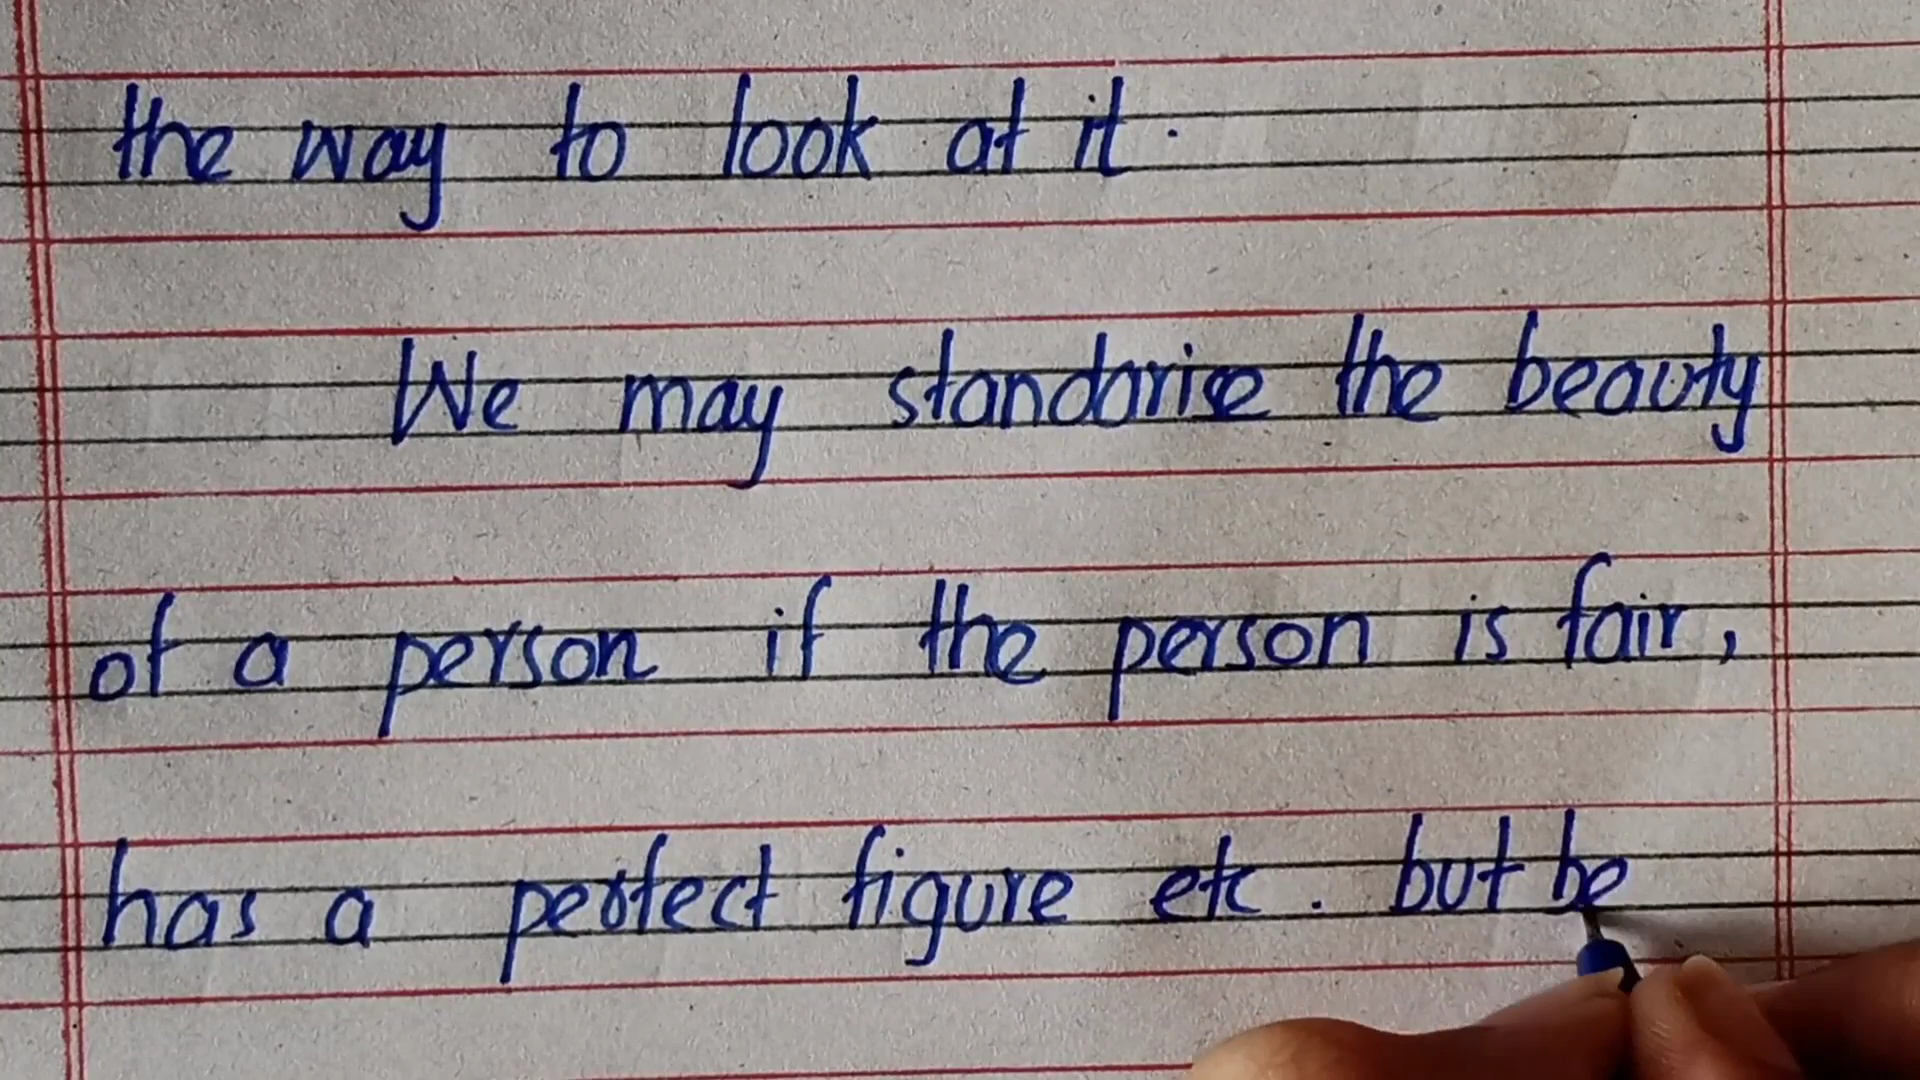 the way to look at it.
We may standarise the beauty
of a person if the person is fair,
has a perfect figure etc. but be